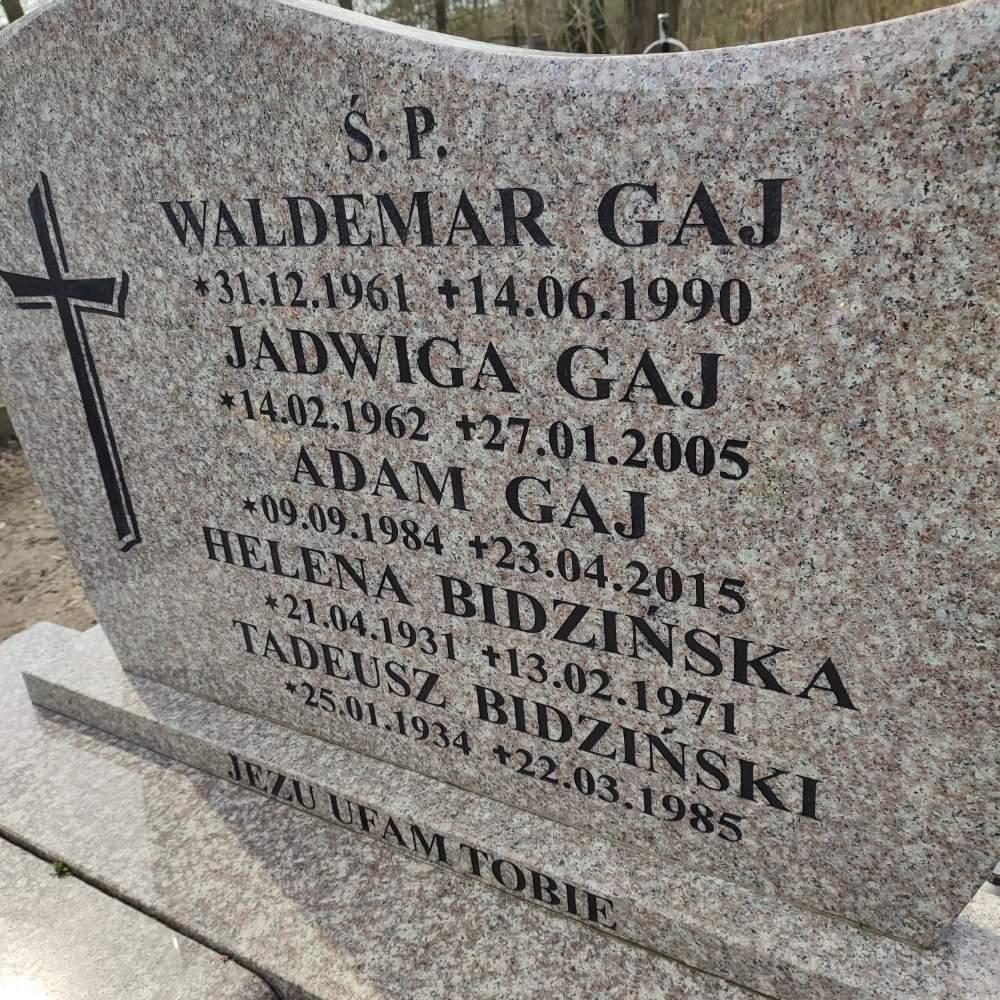 Ś. P.
WALDEMAR GAJ
*31.12.1961 +14.06.1990
JADWIGA GAJ
*14.02.1962 +27.01.2005
ADAM GAJ
*09.09.1984 +23.04.2015
HELENA BIDZIŃSKA
*21.04.1931 +13.02.1971
TADEUSZ BIDZIŃSKI
*25.01.1934 +22.03.1985
JEZU UFAM TOBIE